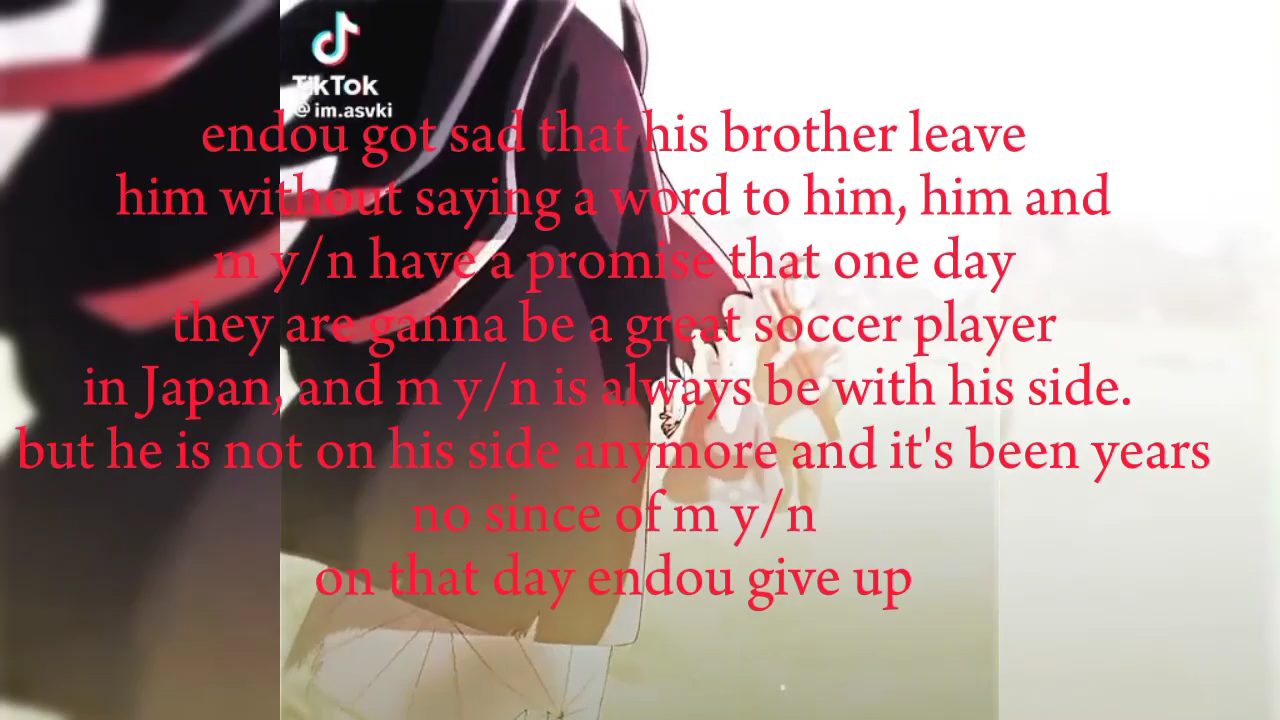 TikTok
@im.asvki
endou got sad that his brother leave
him without saying a word to him, him and
m y/n have a promise that one day
they are ganna be a great soccer player
in Japan, and m y/n is always be with his side.
but he is not on his side anymore and it's been years
no since of m y/n
on that day endou give up